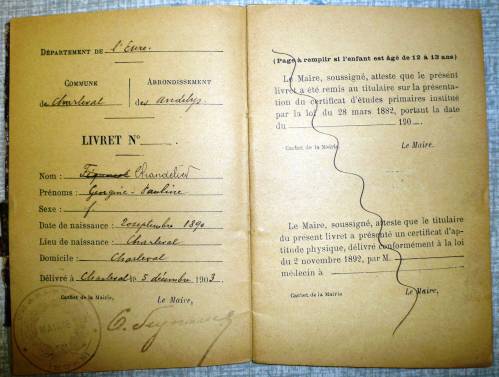 DÉPARTEMENT DE l'Eure.
COMMUNE
de Charleval
ARRONDISSEMENT
des Andelys
LIVRET N°
Nom : Chandelier
Prénoms : Georgine - Pauline
Sexe : f
Date de naissance : 20 septembre 1890
Lieu de naissance : Charleval
Domicile : Charleval
Délivré à Charleval le 5 décembre 1903
Cachet de la Mairie, Le Maire,
MAIRIE
(Page à remplir si l'enfant est âgé de 12 à 13 ans)
Le Maire, soussigné, atteste que le présent
livret a été remis au titulaire sur la présenta-
tion du certificat d'études primaires institué
par la loi du 28 mars 1882, portant la date
du 190
Cachet de la Mairie Le Maire.
Le Maire, soussigné, atteste que le titulaire
du présent livret a présenté un certificat d'ap-
titude physique, délivré conformément à la loi
du 2 novembre 1892, par M.
médecin à
Cachet de la Mairie, Le Maire,